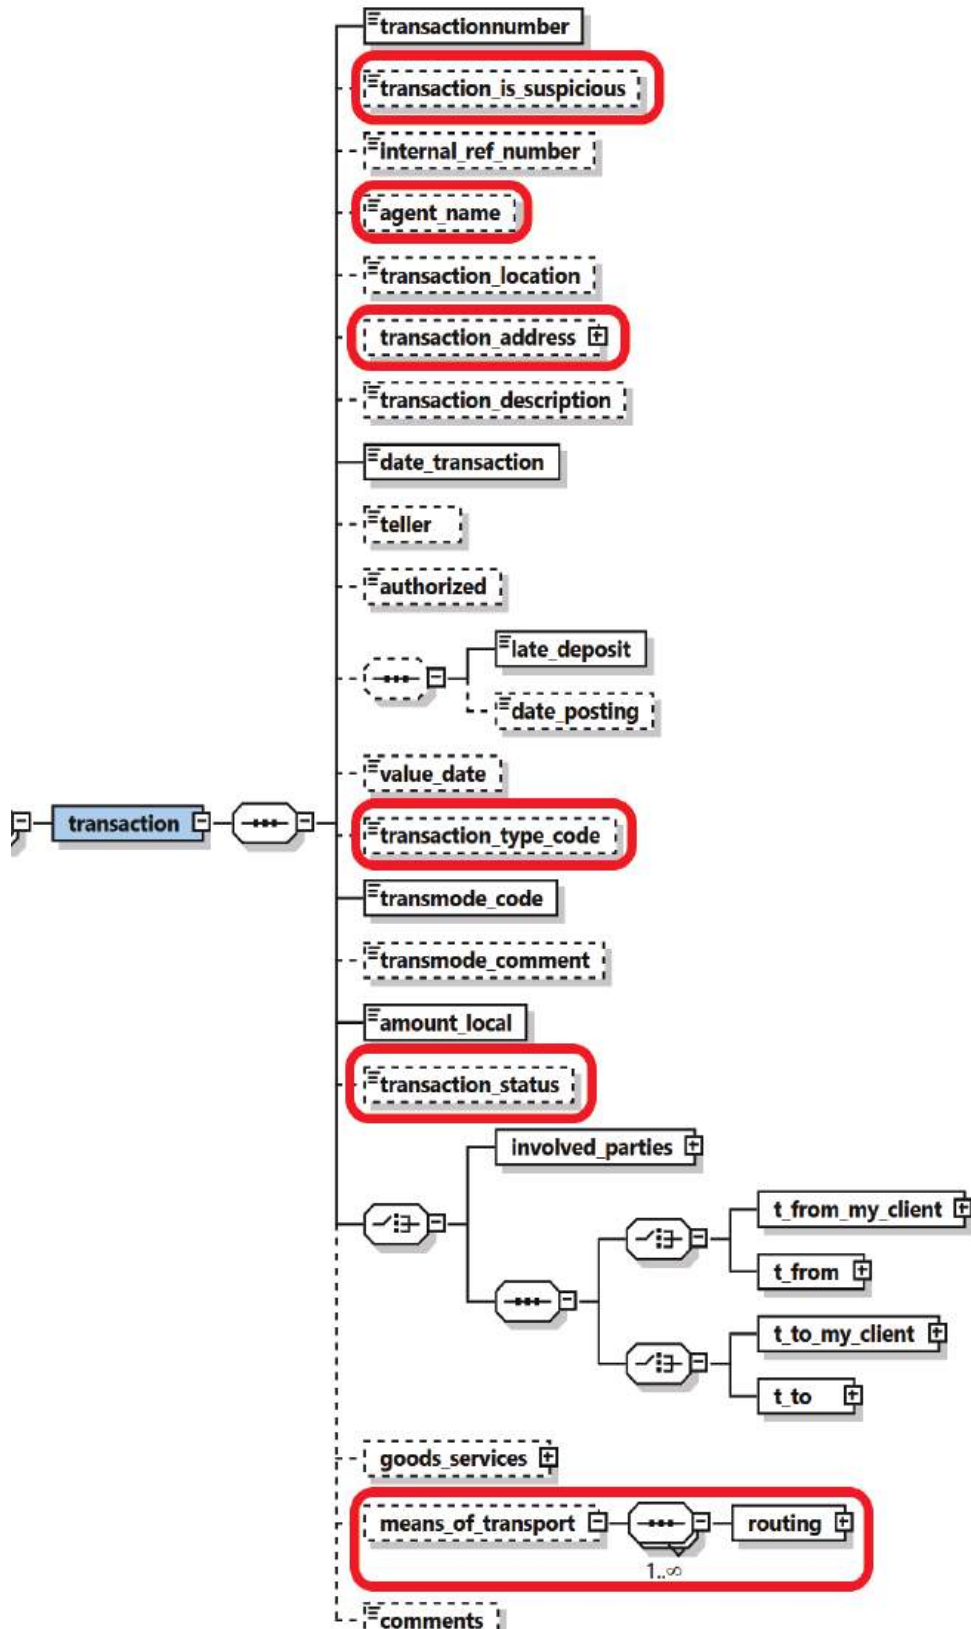 transactionnumber
transaction_is_suspicious
internal_ref_number
agent_name
transaction_location
transaction_address
transaction_description
date_transaction
teller
authorized
late_deposit
date_posting
value_date
transaction
transaction_type_code
transmode_code
transmode_comment
amount_local
transaction_status
involved_parties
t_from_my_client
t_from
t_to_my_client
t_to
goods_services
means_of_transport
routing
1..∞
comments